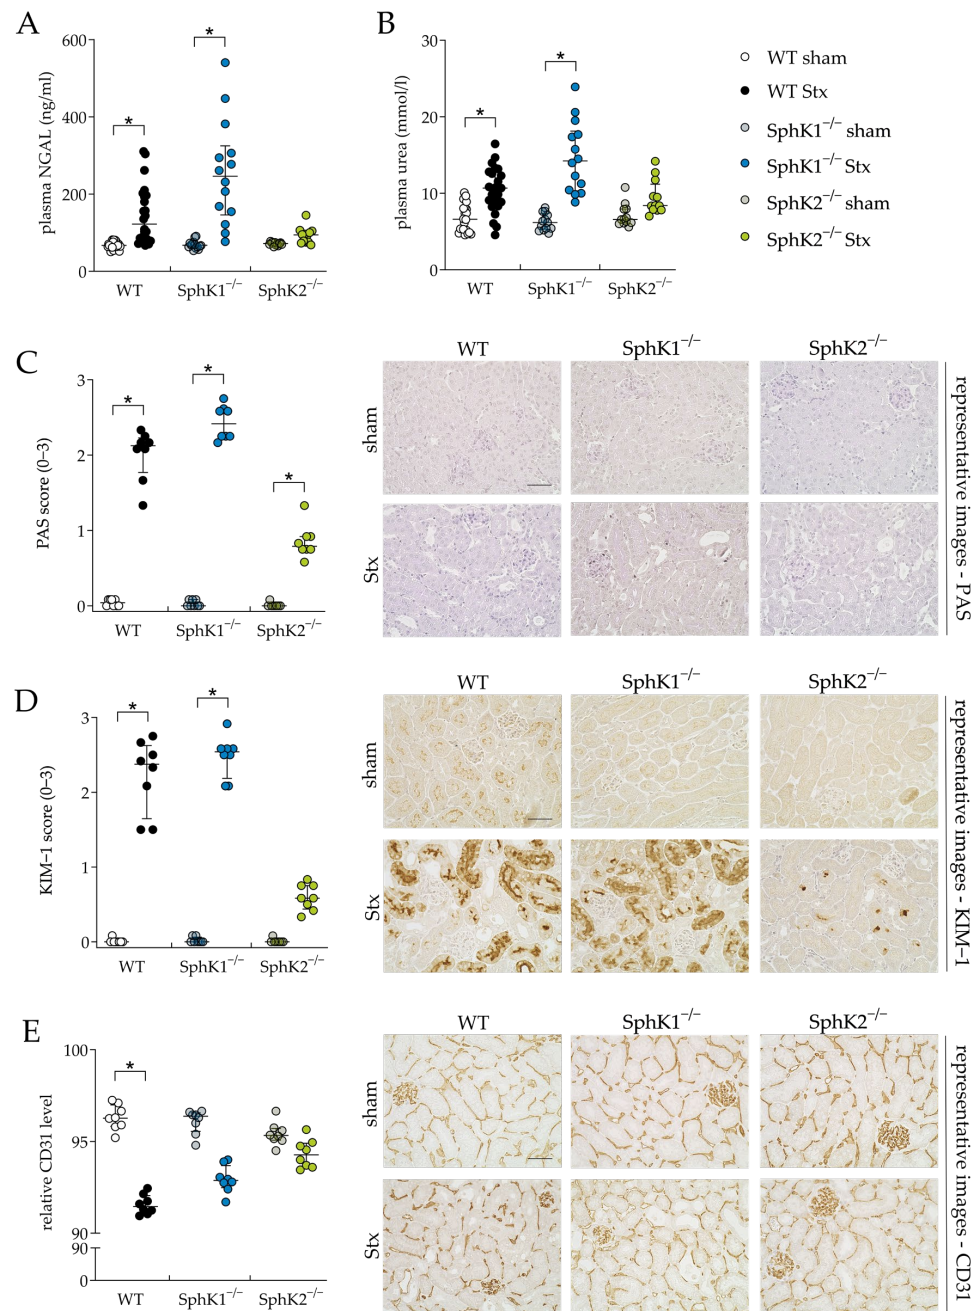 A
plasma NGAL (ng/ml)
600
400
200
0
*
*
WT
SphK1−/−
SphK2−/−
B
plasma urea (mmol/l)
30
20
10
0
*
*
WT
SphK1−/−
SphK2−/−
WT sham
WT Stx
SphK1−/− sham
SphK1−/− Stx
SphK2−/− sham
SphK2−/− Stx
C
PAS score (0–3)
3
2
1
0
*
*
*
WT
SphK1−/−
SphK2−/−
WT
SphK1−/−
SphK2−/−
sham
Stx
representative images - PAS
D
KIM–1 score (0–3)
3
2
1
0
*
*
WT
SphK1−/−
SphK2−/−
WT
SphK1−/−
SphK2−/−
sham
Stx
representative images - KIM–1
E
relative CD31 level
100
95
90
90
0
*
WT
SphK1−/−
SphK2−/−
WT
SphK1−/−
SphK2−/−
sham
Stx
representative images - CD31